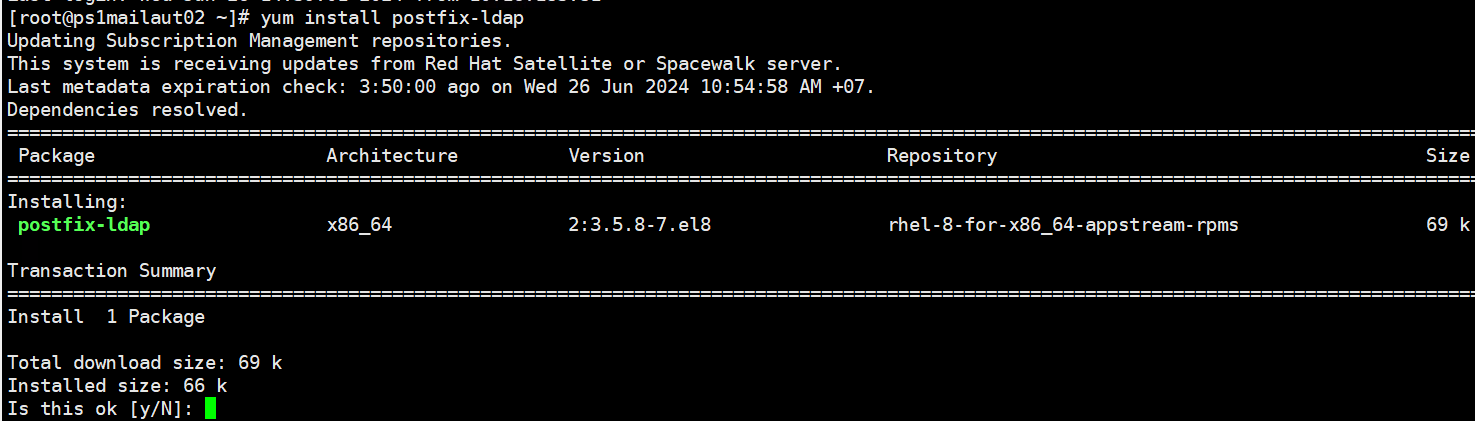 [root@ps1mailaut02 ~]# yum install postfix-ldap
Updating Subscription Management repositories.
This system is receiving updates from Red Hat Satellite or Spacewalk server.
Last metadata expiration check: 3:50:00 ago on Wed 26 Jun 2024 10:54:58 AM +07.
Dependencies resolved.
Package Architecture Version Repository Size
Installing:
postfix-ldap x86_64 2:3.5.8-7.el8 rhel-8-for-x86_64-appstream-rpms 69 k
Transaction Summary
Install 1 Package
Total download size: 69 k
Installed size: 66 k
Is this ok [y/N]: